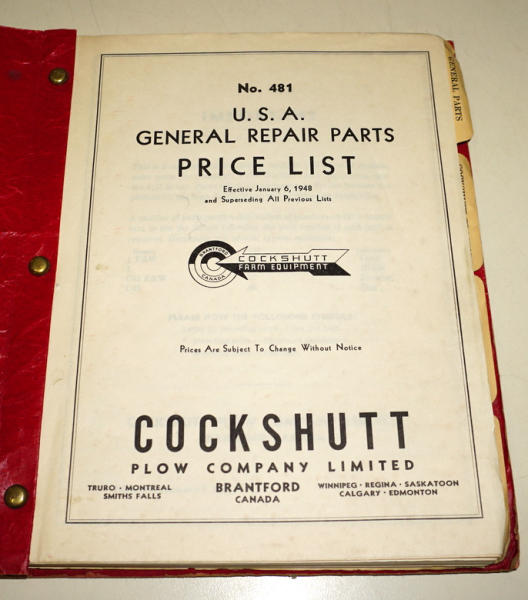 No. 481
U. S. A.
GENERAL REPAIR PARTS
PRICE LIST
Effective January 6, 1948
and Superseding All Previous Lists
BRANTFORD
CANADA
COCKSHUTT
FARM EQUIPMENT
Prices Are Subject To Change Without Notice
COCKSHUTT
PLOW COMPANY LIMITED
TRURO · MONTREAL
SMITHS FALLS
BRANTFORD
CANADA
WINNIPEG · REGINA · SASKATOON
CALGARY · EDMONTON
GENERAL PARTS